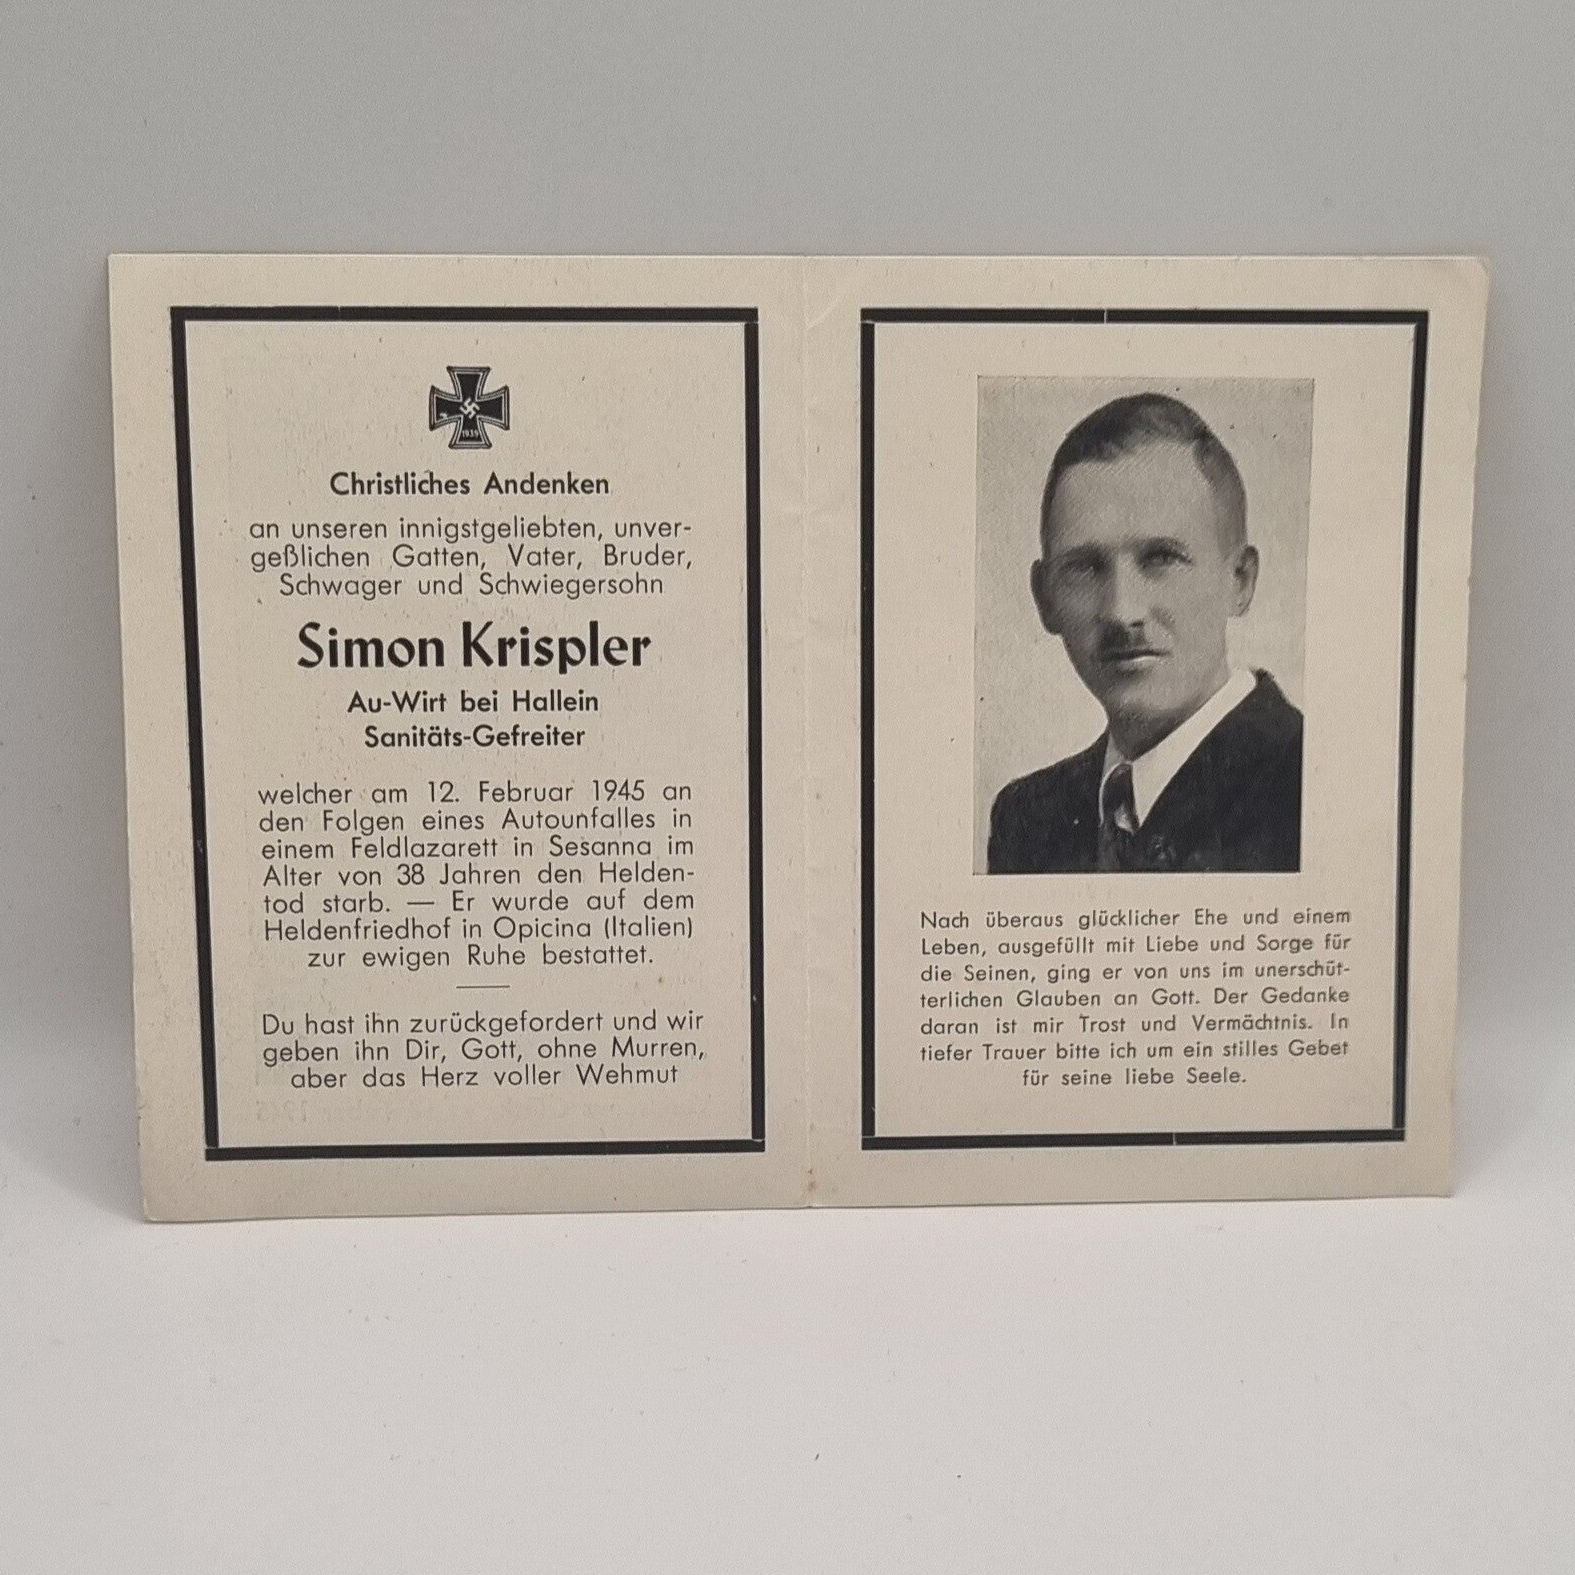 1939
Christliches Andenken
an unseren innigstgeliebten, unver-
geßlichen Gatten, Vater, Bruder,
Schwager und Schwiegersohn
Simon Krispler
Au-Wirt bei Hallein
Sanitäts-Gefreiter
welcher am 12. Februar 1945 an
den Folgen eines Autounfalles in
einem Feldlazarett in Sesanna im
Alter von 38 Jahren den Helden-
tod starb. — Er wurde auf dem
Heldenfriedhof in Opicina (Italien)
zur ewigen Ruhe bestattet.
Du hast ihn zurückgefordert und wir
geben ihn Dir, Gott, ohne Murren,
aber das Herz voller Wehmut
Nach überaus glücklicher Ehe und einem
Leben, ausgefüllt mit Liebe und Sorge für
die Seinen, ging er von uns im unerschüt-
terlichen Glauben an Gott. Der Gedanke
daran ist mir Trost und Vermächtnis. In
tiefer Trauer bitte ich um ein stilles Gebet
für seine liebe Seele.